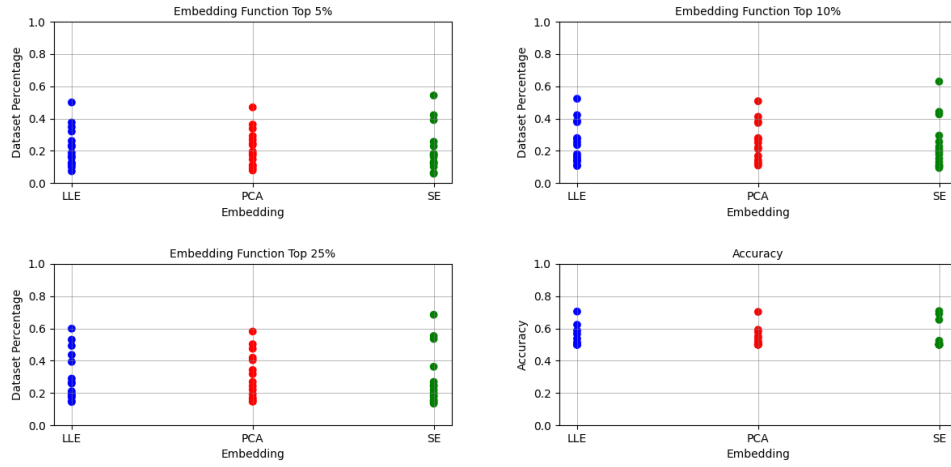 Embedding Function Top 5%
1.0
0.8
0.6
0.4
0.2
0.0
Dataset Percentage
LLE PCA SE
Embedding
Embedding Function Top 10%
1.0
0.8
0.6
0.4
0.2
0.0
Dataset Percentage
LLE PCA SE
Embedding
Embedding Function Top 25%
1.0
0.8
0.6
0.4
0.2
0.0
Dataset Percentage
LLE PCA SE
Embedding
Accuracy
1.0
0.8
0.6
0.4
0.2
0.0
Accuracy
LLE PCA SE
Embedding